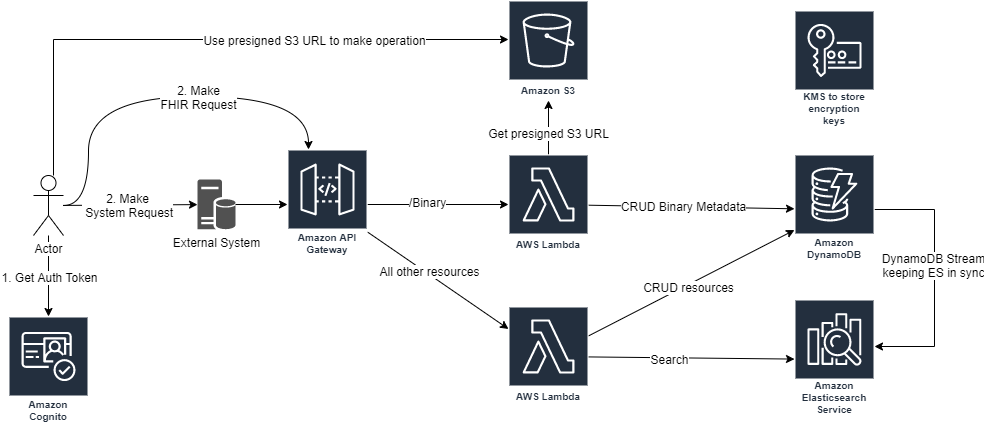 Use presigned S3 URL to make operation
Amazon S3
KMS to store
encryption
keys
2. Make
FHIR Request
Get presigned S3 URL
2. Make
System Request
External System
Amazon API
Gateway
/Binary
AWS Lambda
CRUD Binary Metadata
Amazon
DynamoDB
DynamoDB Stream
keeping ES in sync
Actor
1. Get Auth Token
All other resources
CRUD resources
Search
AWS Lambda
Amazon
Elasticsearch
Service
Amazon
Cognito